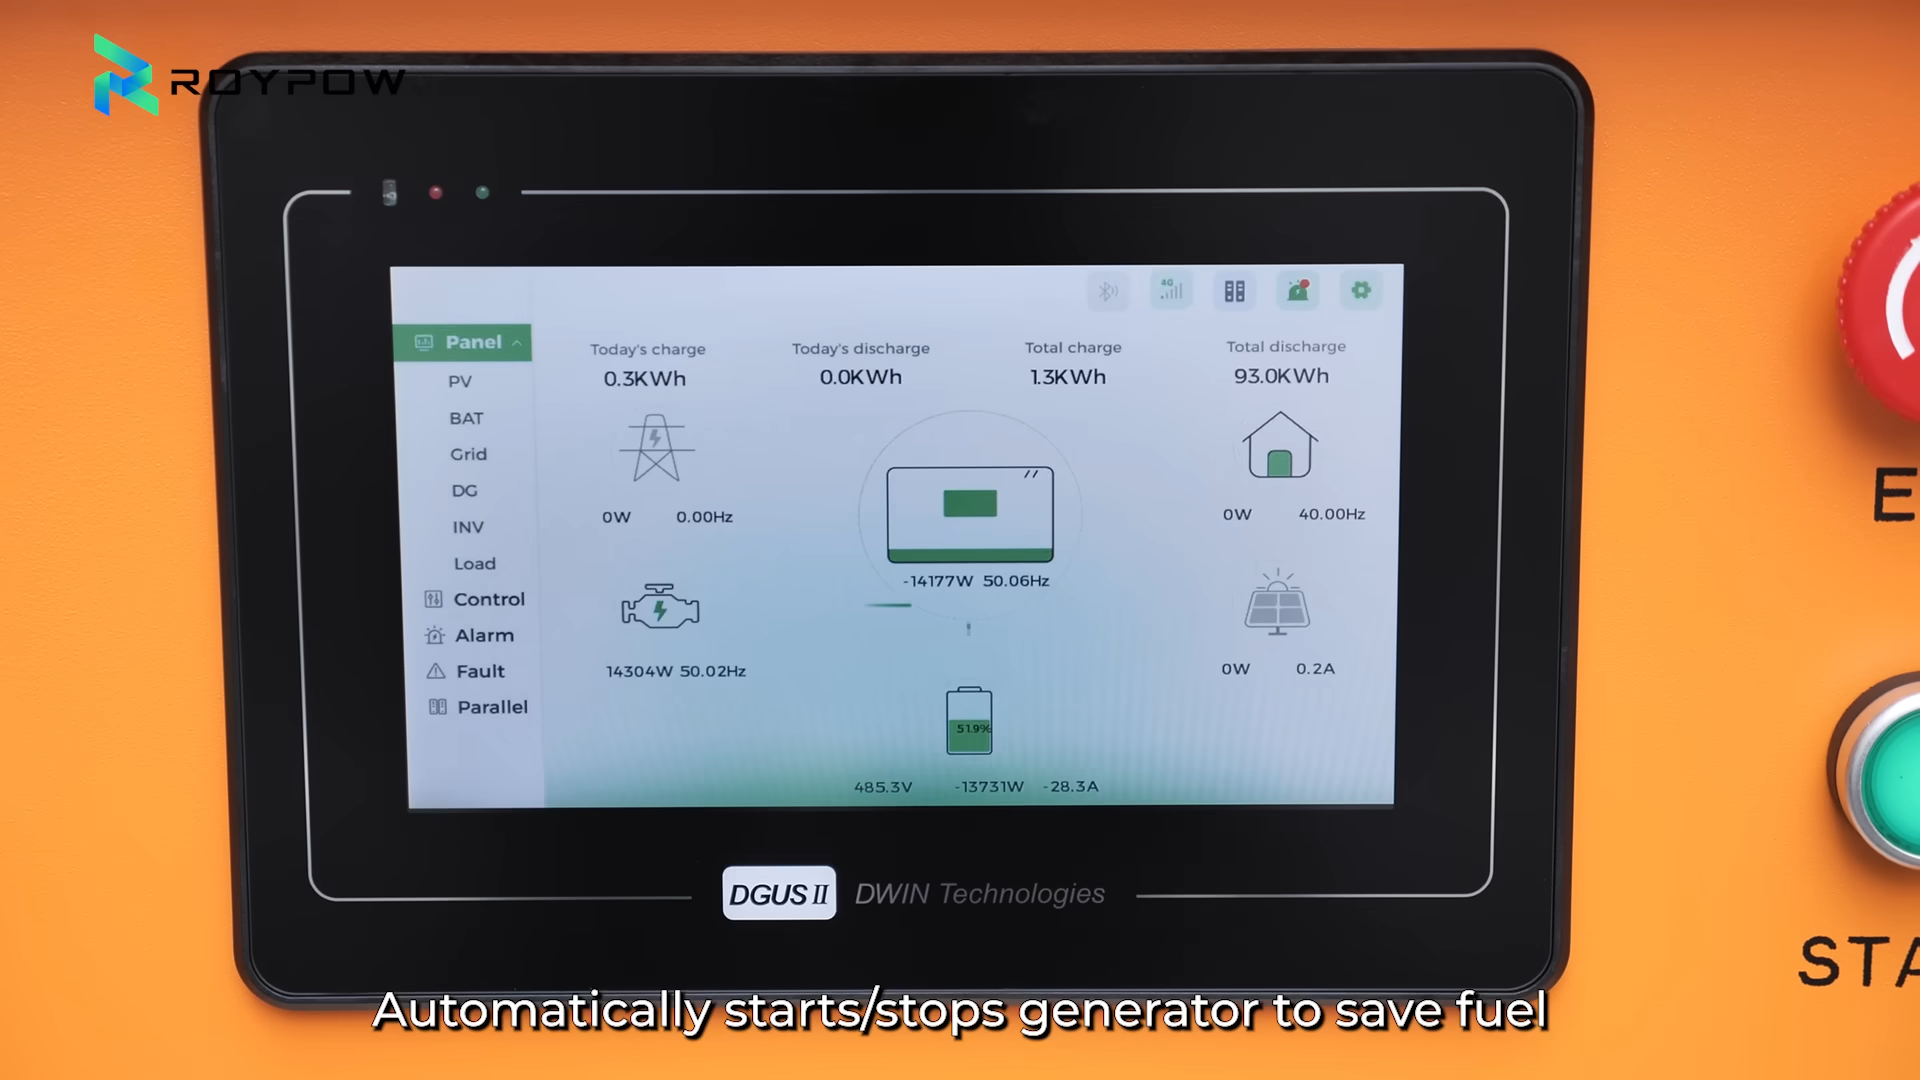 ROYPOW
4G
Panel
PV
BAT
Grid
DG
INV
Load
Control
Alarm
Fault
Parallel
Today's charge
0.3KWh
Today's discharge
0.0KWh
Total charge
1.3KWh
Total discharge
93.0KWh
0W 0.00Hz
-14177W 50.06Hz
0W 40.00Hz
14304W 50.02Hz
0W 0.2A
51.9%
485.3V -13731W -28.3A
DGUS II DWIN Technologies
E
STA
Automatically starts/stops generator to save fuel